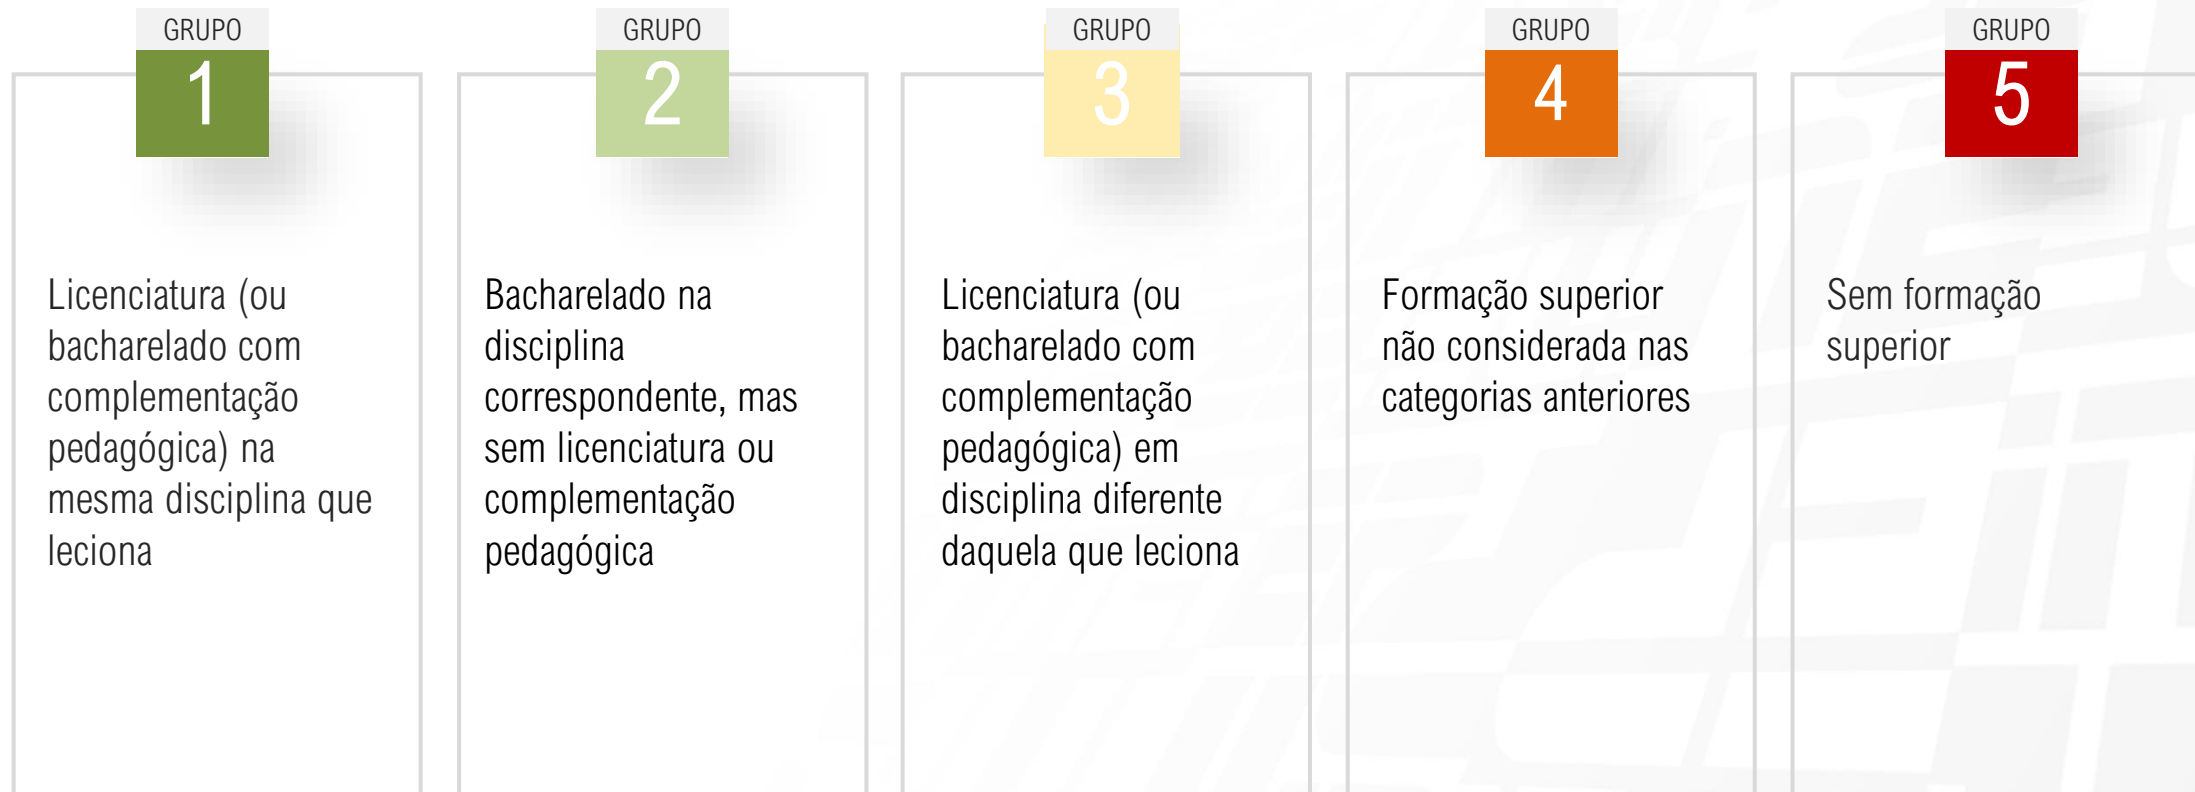 GRUPO
1
Licenciatura (ou
bacharelado com
complementação
pedagógica) na
mesma disciplina que
leciona
GRUPO
2
Bacharelado na
disciplina
correspondente, mas
sem licenciatura ou
complementação
pedagógica
GRUPO
3
Licenciatura (ou
bacharelado com
complementação
pedagógica) em
disciplina diferente
daquela que leciona
GRUPO
4
Formação superior
não considerada nas
categorias anteriores
GRUPO
5
Sem formação
superior